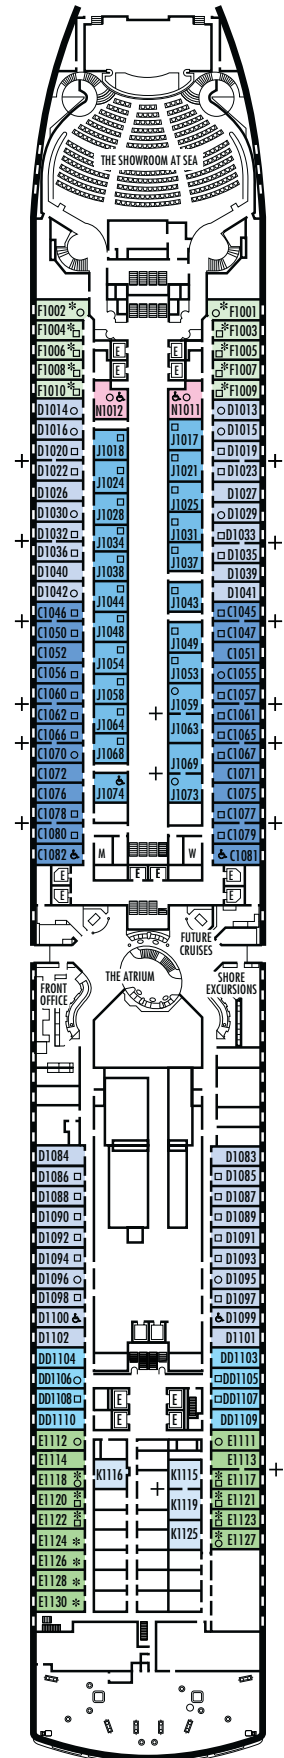 THE SHOWROOM AT SEA
F1002 F1001
F1004 E E F1003
F1006 F1005
F1008 E E F1007
F1010 F1009
D1014 N1012 N1011 D1013
D1016 J1017 D1015
D1020 J1018 D1019
D1022 J1021 D1023
D1026 J1024 D1027
D1030 J1028 J1025 D1029
D1032 J1034 J1031 D1033
D1036 D1035
D1040 J1038 J1037 D1039
D1042 J1044 J1043 D1041
C1046 C1045
C1050 J1048 J1049 C1047
C1052 J1054 C1051
C1056 J1053 C1055
C1060 J1058 J1059 C1057
C1062 J1064 J1063 C1061
C1066 C1065
C1070 J1068 J1069 C1067
C1072 C1071
C1076 J1074 J1073 C1075
C1078 C1077
C1080 C1079
C1082 M W C1081
E E E E
E E
FUTURE
CRUISES
THE ATRIUM
FRONT
OFFICE
SHORE
EXCURSIONS
D1084 D1083
D1086 D1085
D1088 D1087
D1090 D1089
D1092 D1091
D1094 D1093
D1096 D1095
D1098 D1097
D1100 D1099
D1102 D1101
DD1104 DD1103
DD1106 DD1105
DD1108 E E DD1107
DD1110 E E DD1109
E1112 E1111
E1114 E1113
E1118 K1116 K1115 E1117
E1120 K1119 E1121
E1122 E1123
E1124 K1125 E1127
E1126
E1128
E1130